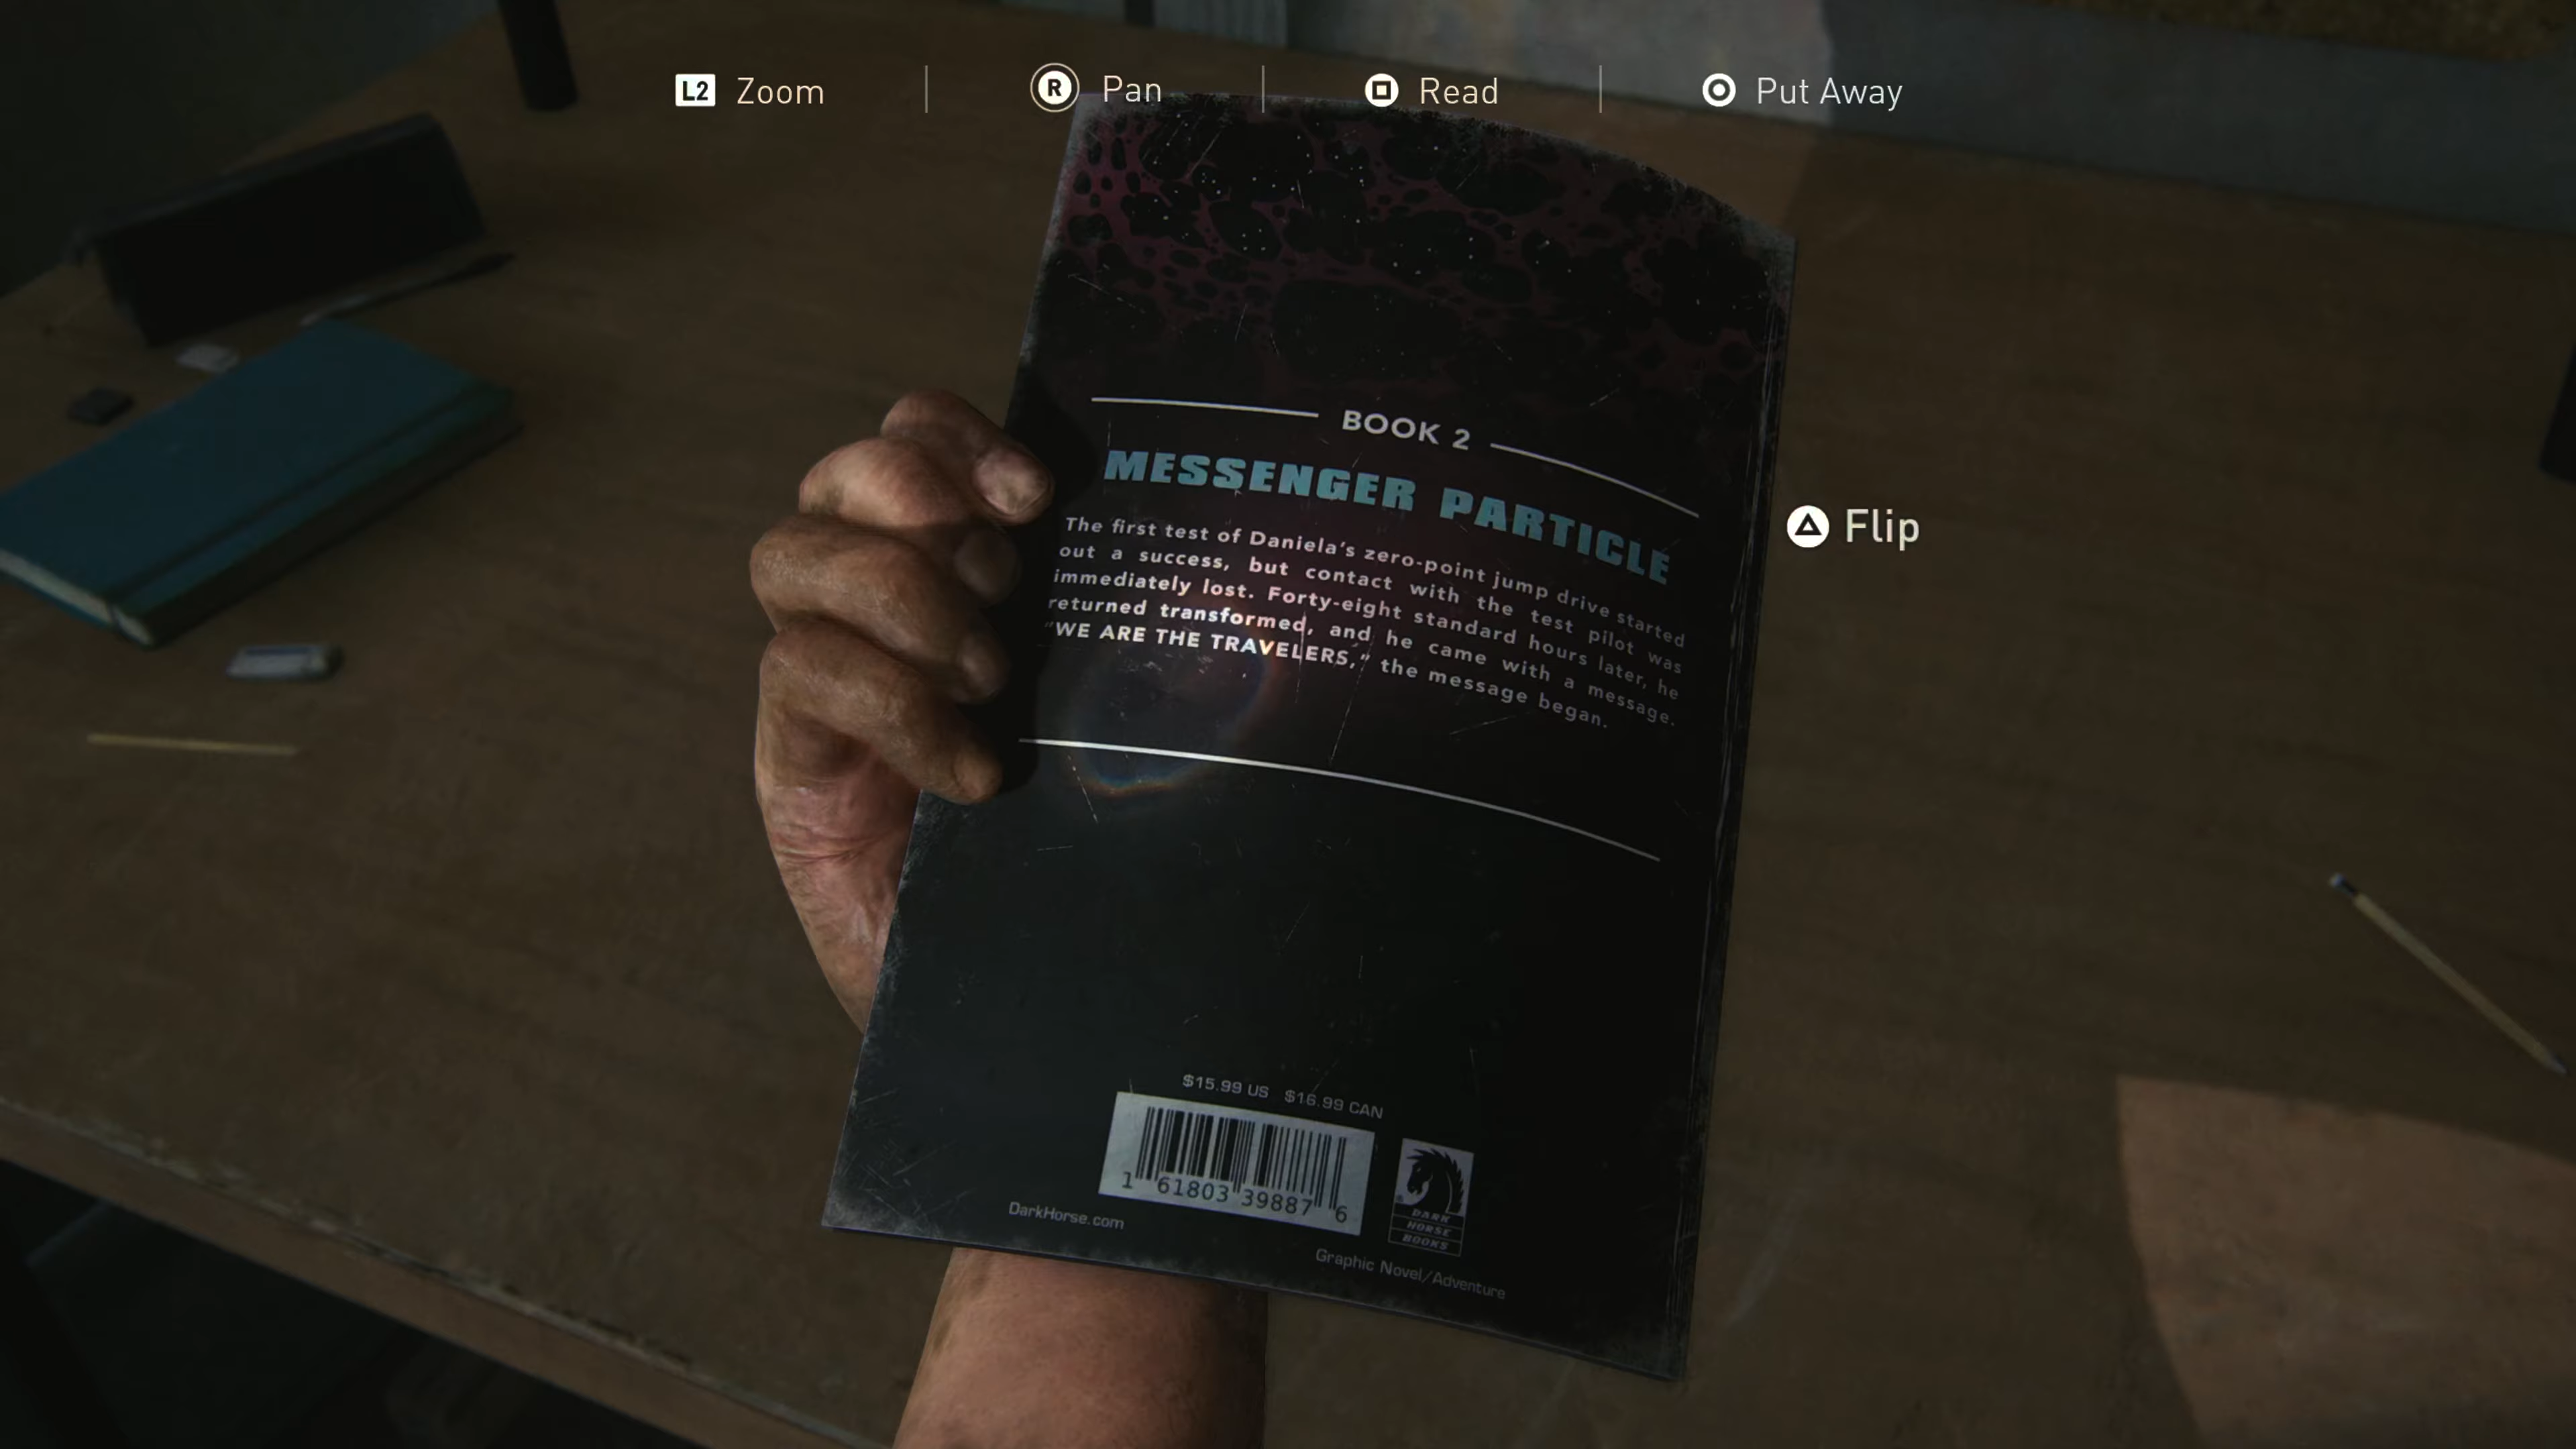 L2 Zoom
R Pan
Read
Put Away
BOOK 2
MESSENGER PARTICLE
The first test of Daniela's zero-point jump drive started
out a success, but contact with the test pilot was
immediately lost. Forty-eight standard hours later, he
returned transformed, and he came with a message.
"WE ARE THE TRAVELERS," the message began.
Flip
$15.99 US $16.99 CAN
1 61803 39887 6
DARK
HORSE
BOOKS
DarkHorse.com
Graphic Novel/Adventure